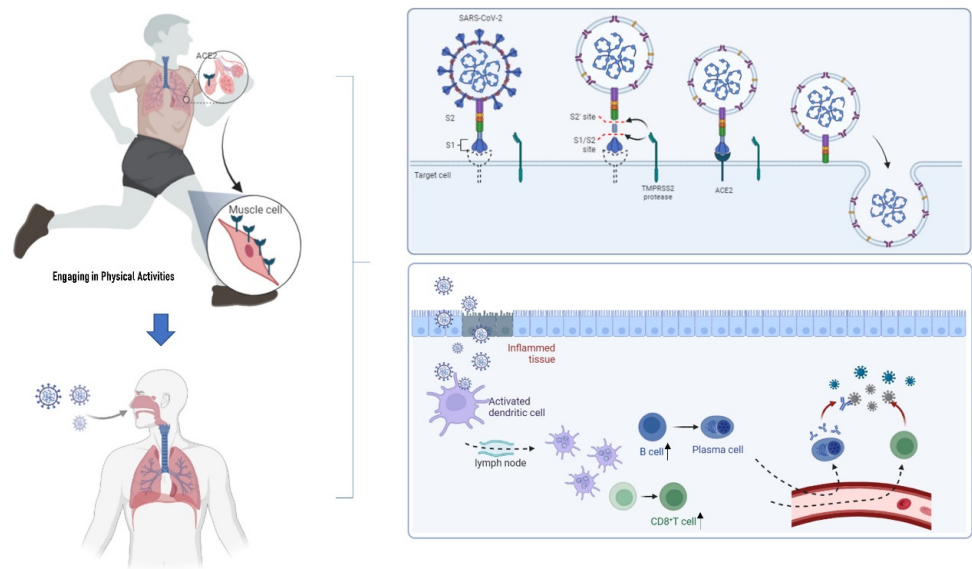 ACE2
Muscle cell
Engaging in Physical Activities
SARS-CoV-2
S2
S1
Target cell
S2' site
S1/S2
site
TMPRSS2
protease
ACE2
Inflammed
tissue
Activated
dendritic cell
lymph node
B cell
Plasma cell
CD8⁺T cell